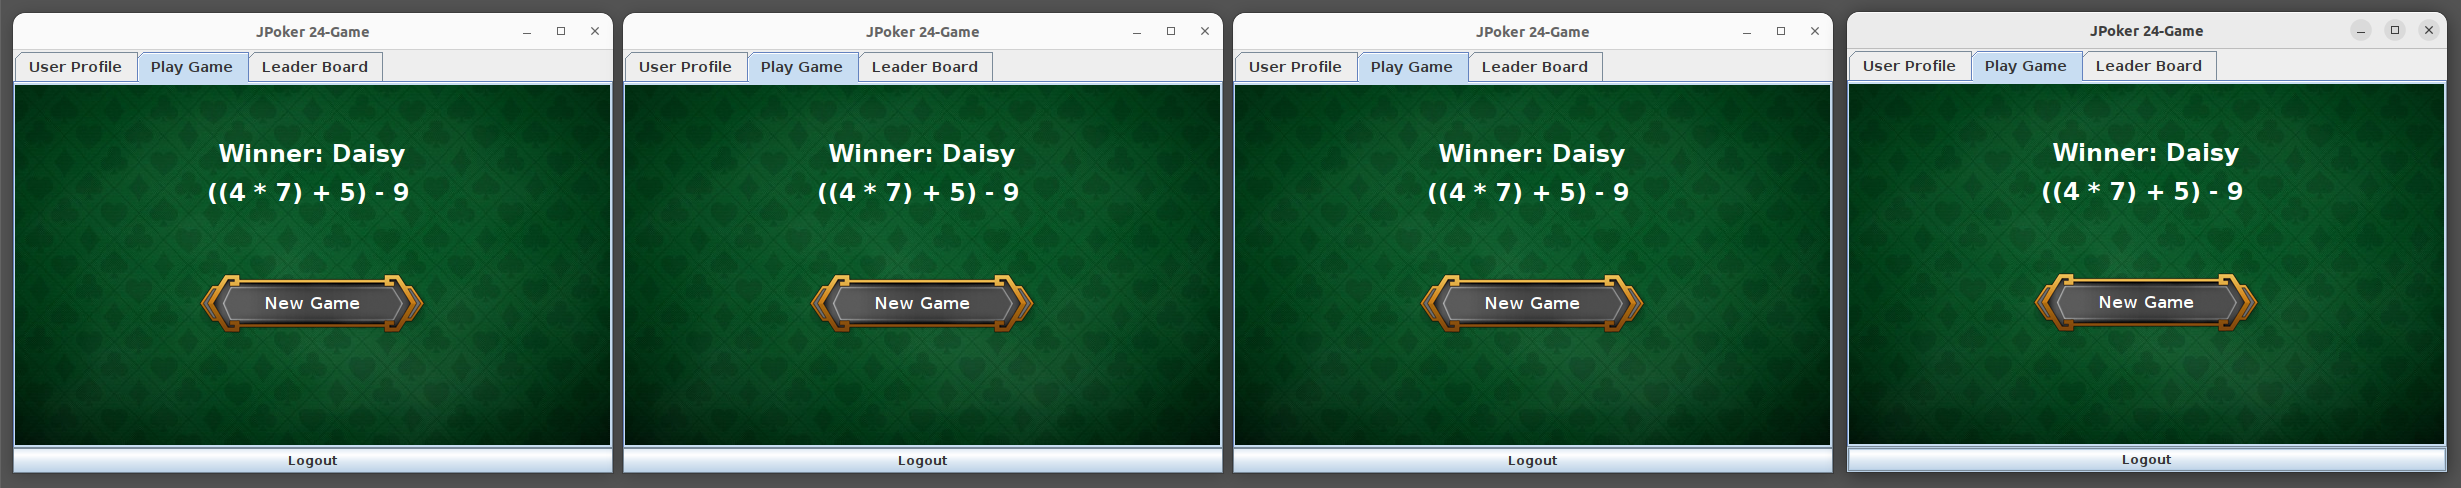 JPoker 24-Game
User Profile Play Game Leader Board
Winner: Daisy
((4 * 7) + 5) - 9
New Game
Logout
JPoker 24-Game
User Profile Play Game Leader Board
Winner: Daisy
((4 * 7) + 5) - 9
New Game
Logout
JPoker 24-Game
User Profile Play Game Leader Board
Winner: Daisy
((4 * 7) + 5) - 9
New Game
Logout
JPoker 24-Game
User Profile Play Game Leader Board
Winner: Daisy
((4 * 7) + 5) - 9
New Game
Logout